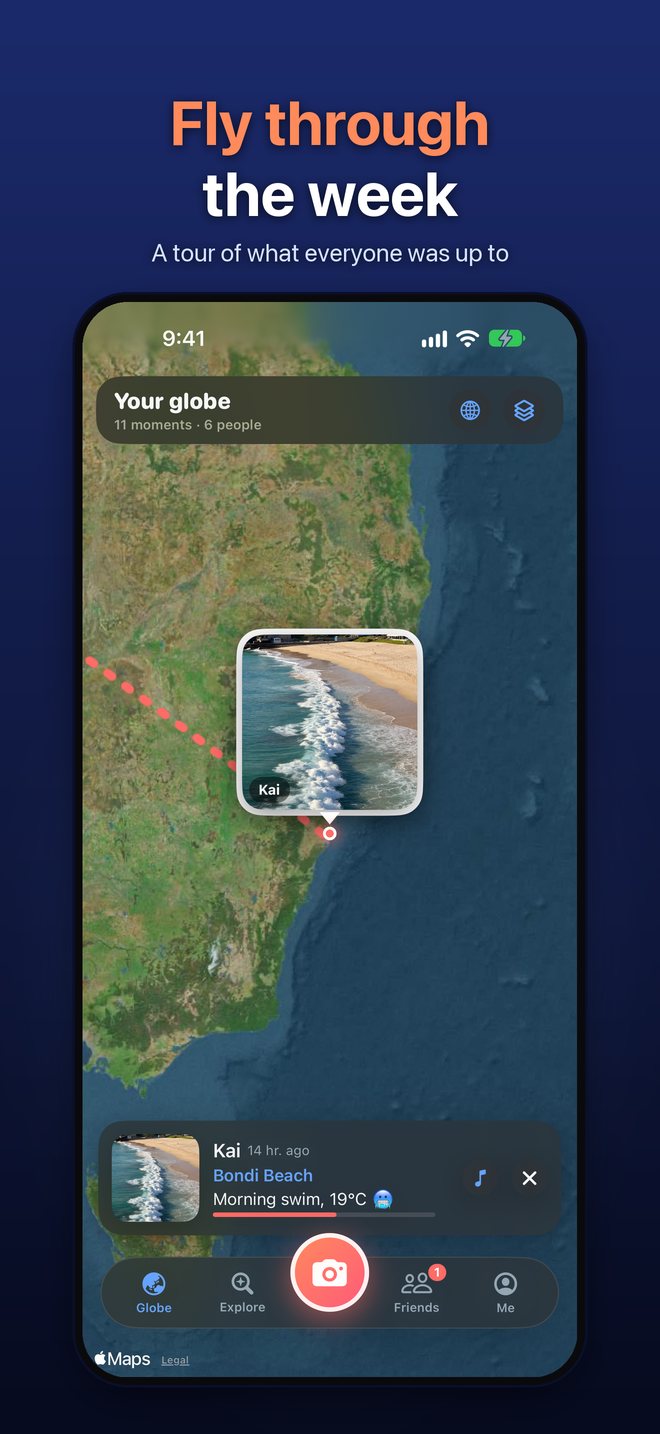 Fly through
the week
A tour of what everyone was up to
9:41
Your globe
11 moments · 6 people
Kai
Kai 14 hr. ago
Bondi Beach
Morning swim, 19°C 🥶
1
Globe Explore Friends Me
Maps Legal